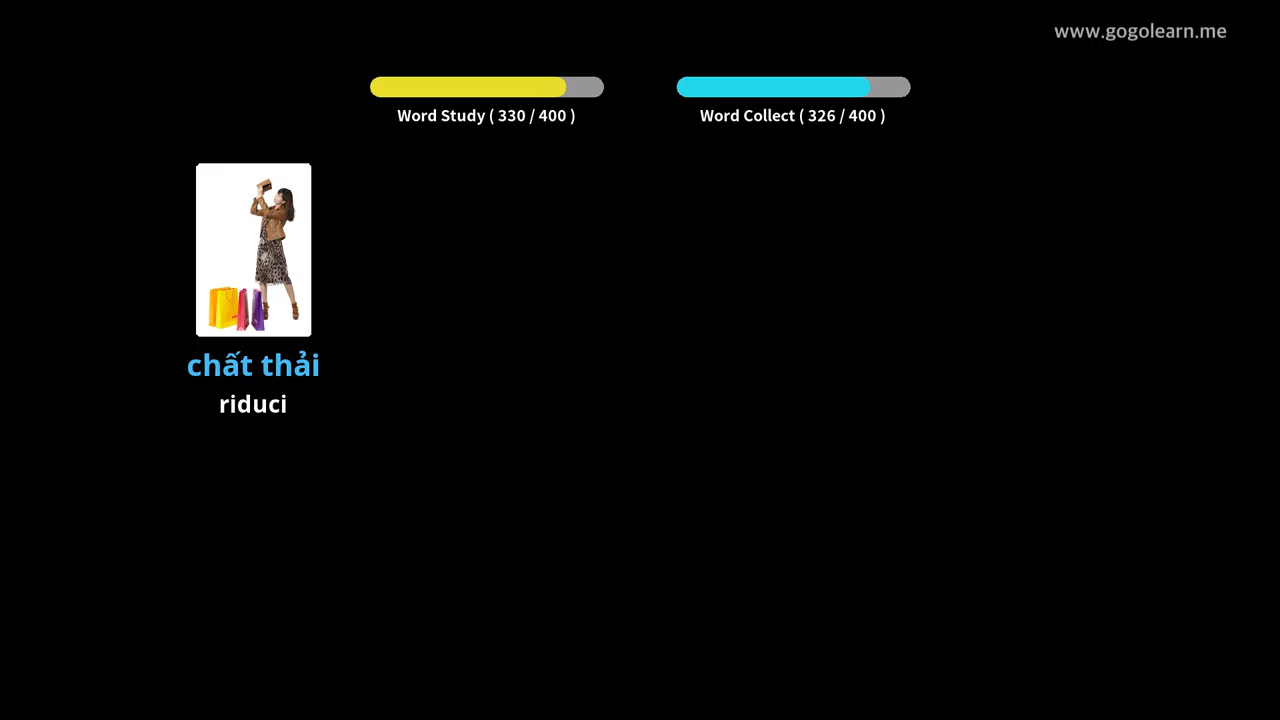 www.gogolearn.me
Word Study ( 330 / 400 )
Word Collect ( 326 / 400 )
chất thải
riduci